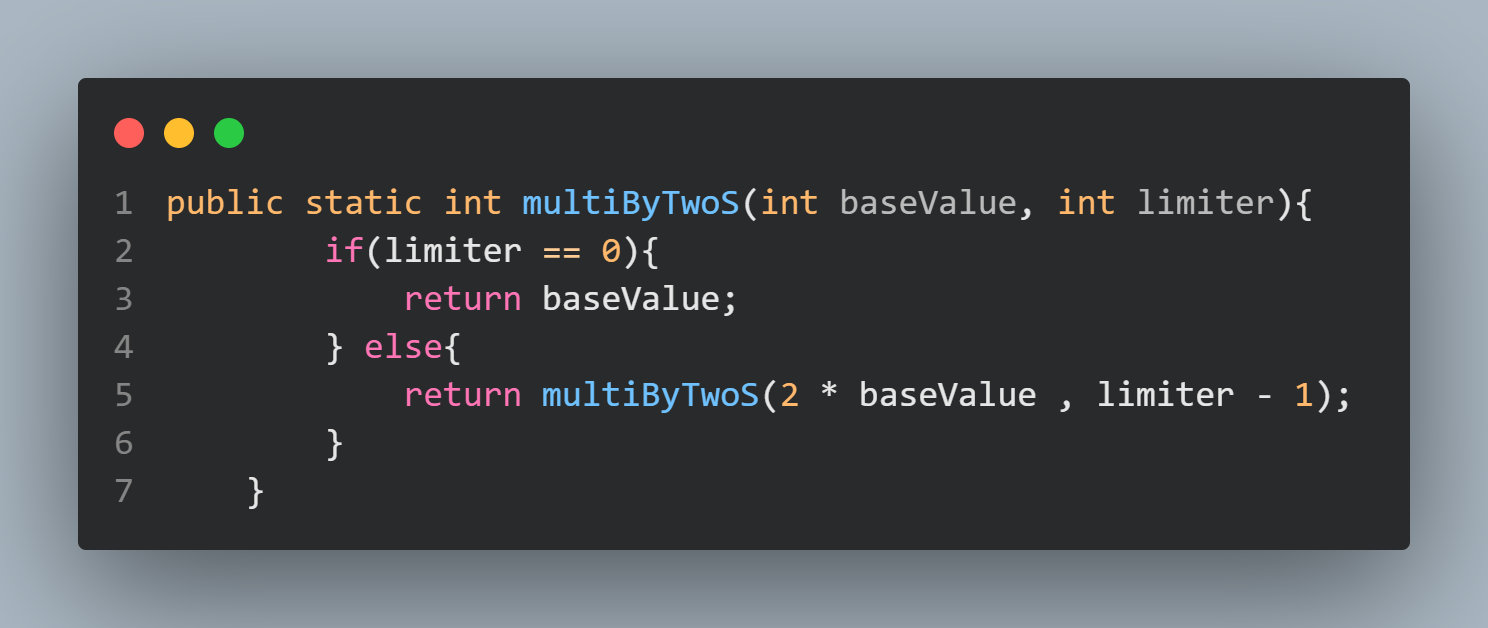 1 public static int multiByTwoS(int baseValue, int limiter){
2         if(limiter == 0){
3             return baseValue;
4         } else{
5             return multiByTwoS(2 * baseValue , limiter - 1);
6         }
7     }